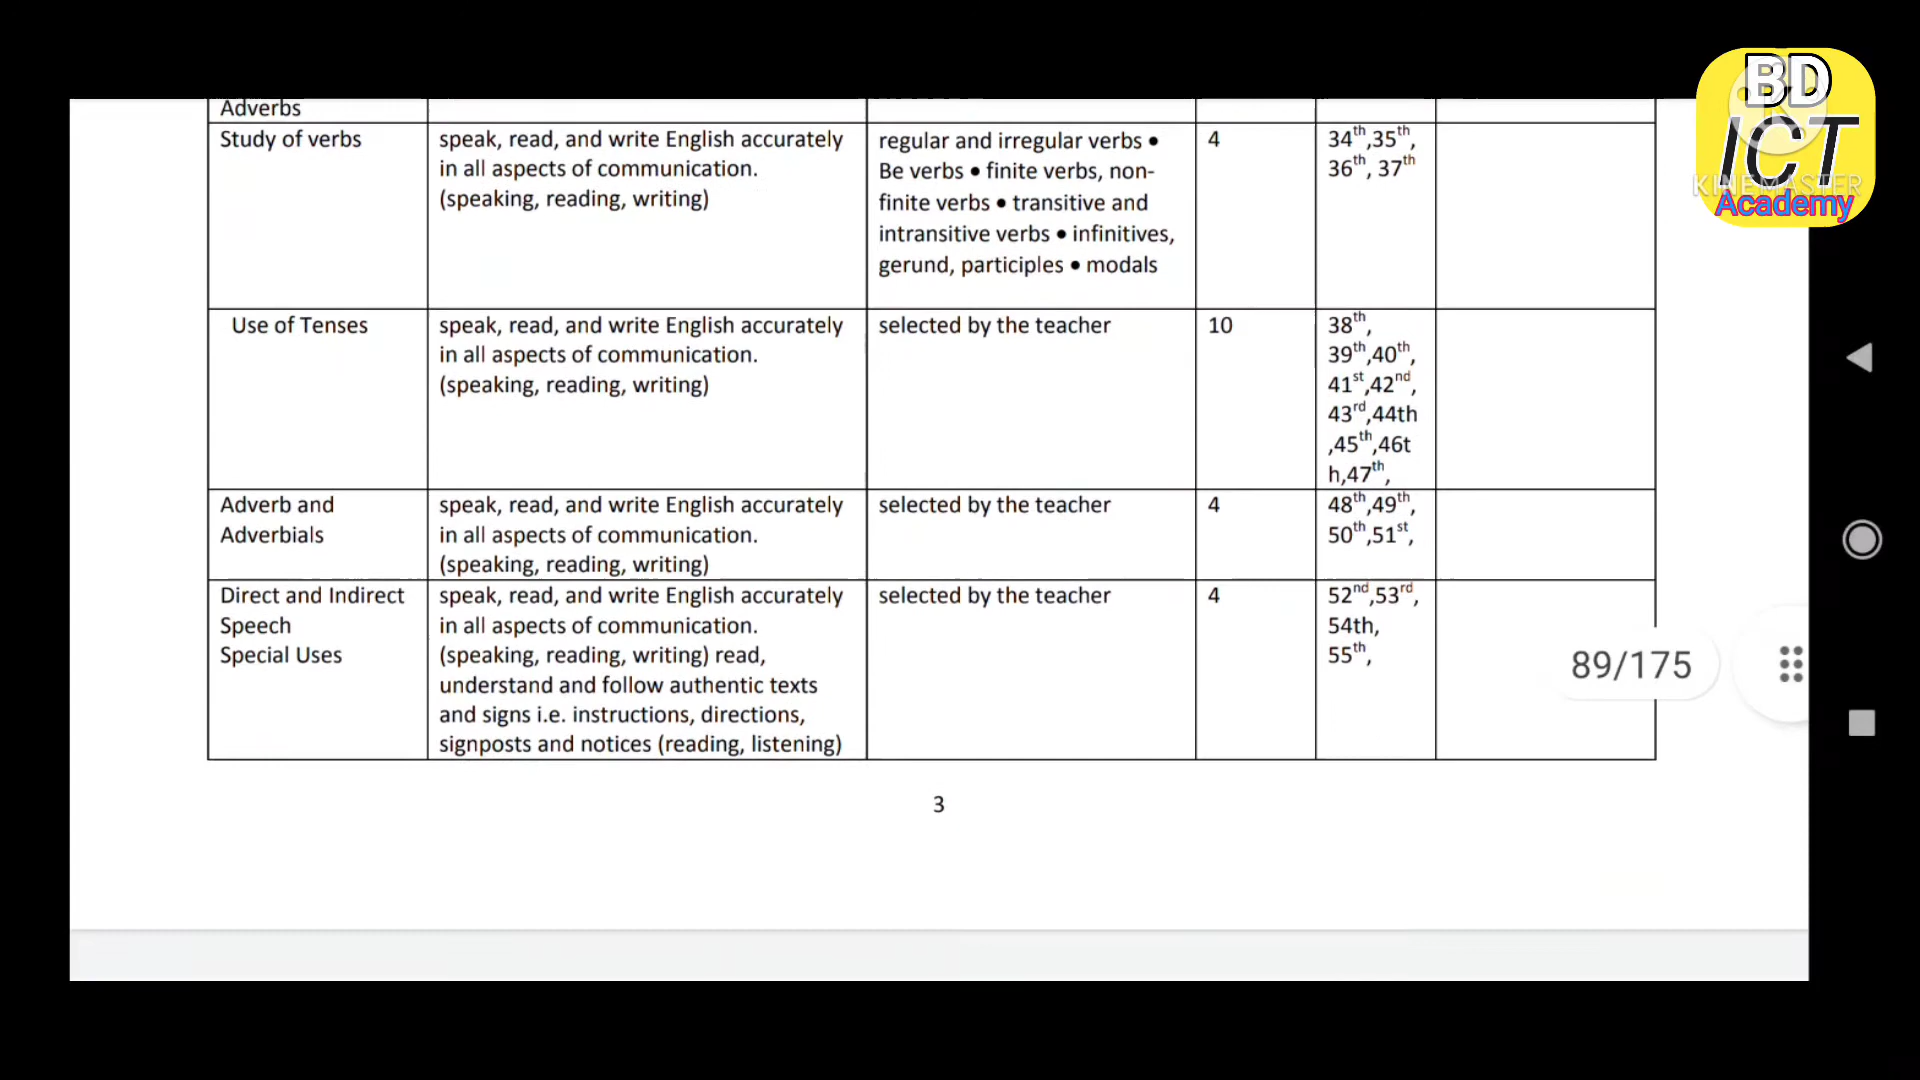 Adverbs
Study of verbs
speak, read, and write English accurately
in all aspects of communication.
(speaking, reading, writing)
regular and irregular verbs •
Be verbs • finite verbs, non-
finite verbs • transitive and
intransitive verbs • infinitives,
gerund, participles • modals
4
34th,35th,
36th, 37th
Use of Tenses
speak, read, and write English accurately
in all aspects of communication.
(speaking, reading, writing)
selected by the teacher
10
38th,
39th,40th,
41st,42nd,
43rd,44th
,45th,46t
h,47th,
Adverb and
Adverbials
speak, read, and write English accurately
in all aspects of communication.
(speaking, reading, writing)
selected by the teacher
4
48th,49th,
50th,51st,
Direct and Indirect
Speech
Special Uses
speak, read, and write English accurately
in all aspects of communication.
(speaking, reading, writing) read,
understand and follow authentic texts
and signs i.e. instructions, directions,
signposts and notices (reading, listening)
selected by the teacher
4
52nd,53rd,
54th,
55th,
3
89/175
BD
ICT
Academy
K
KINEMASTER